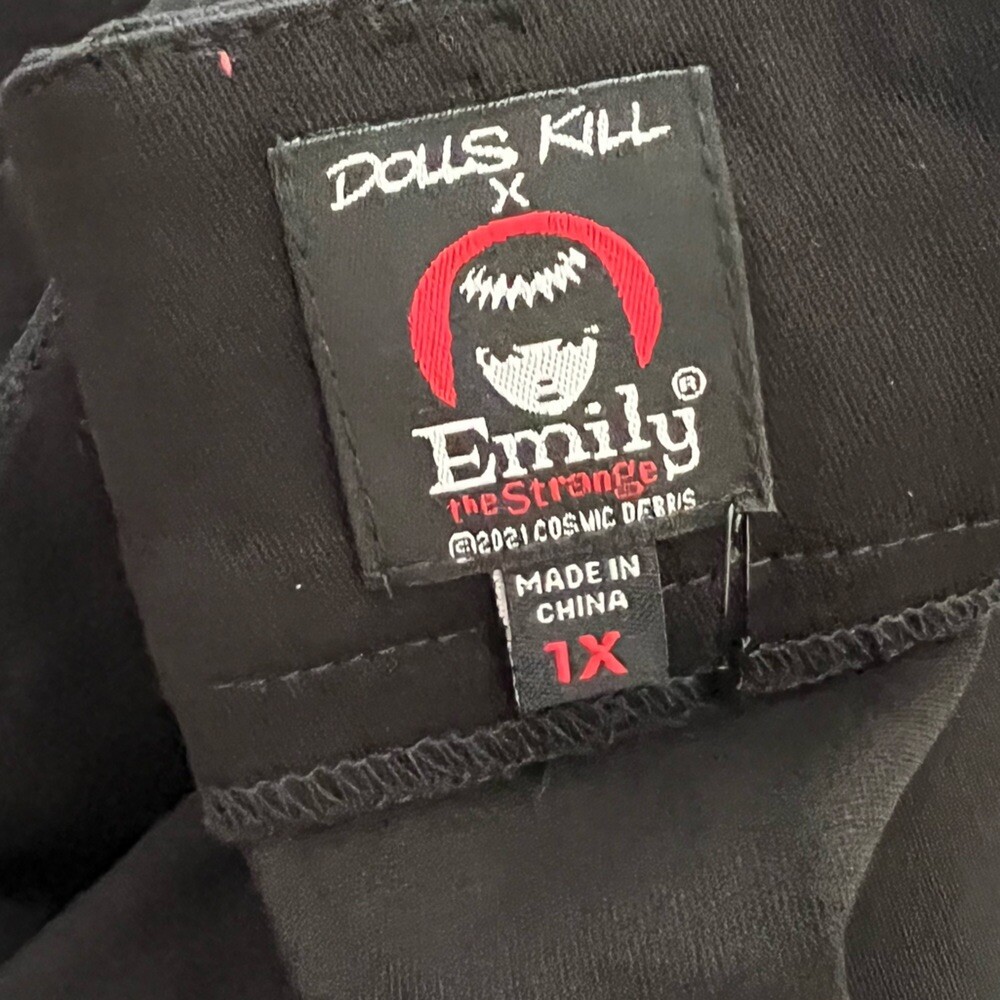 DOLLS KILL
X
Emily®
the Strange
©2021 COSMIC DEBRIS
MADE IN
CHINA
1X